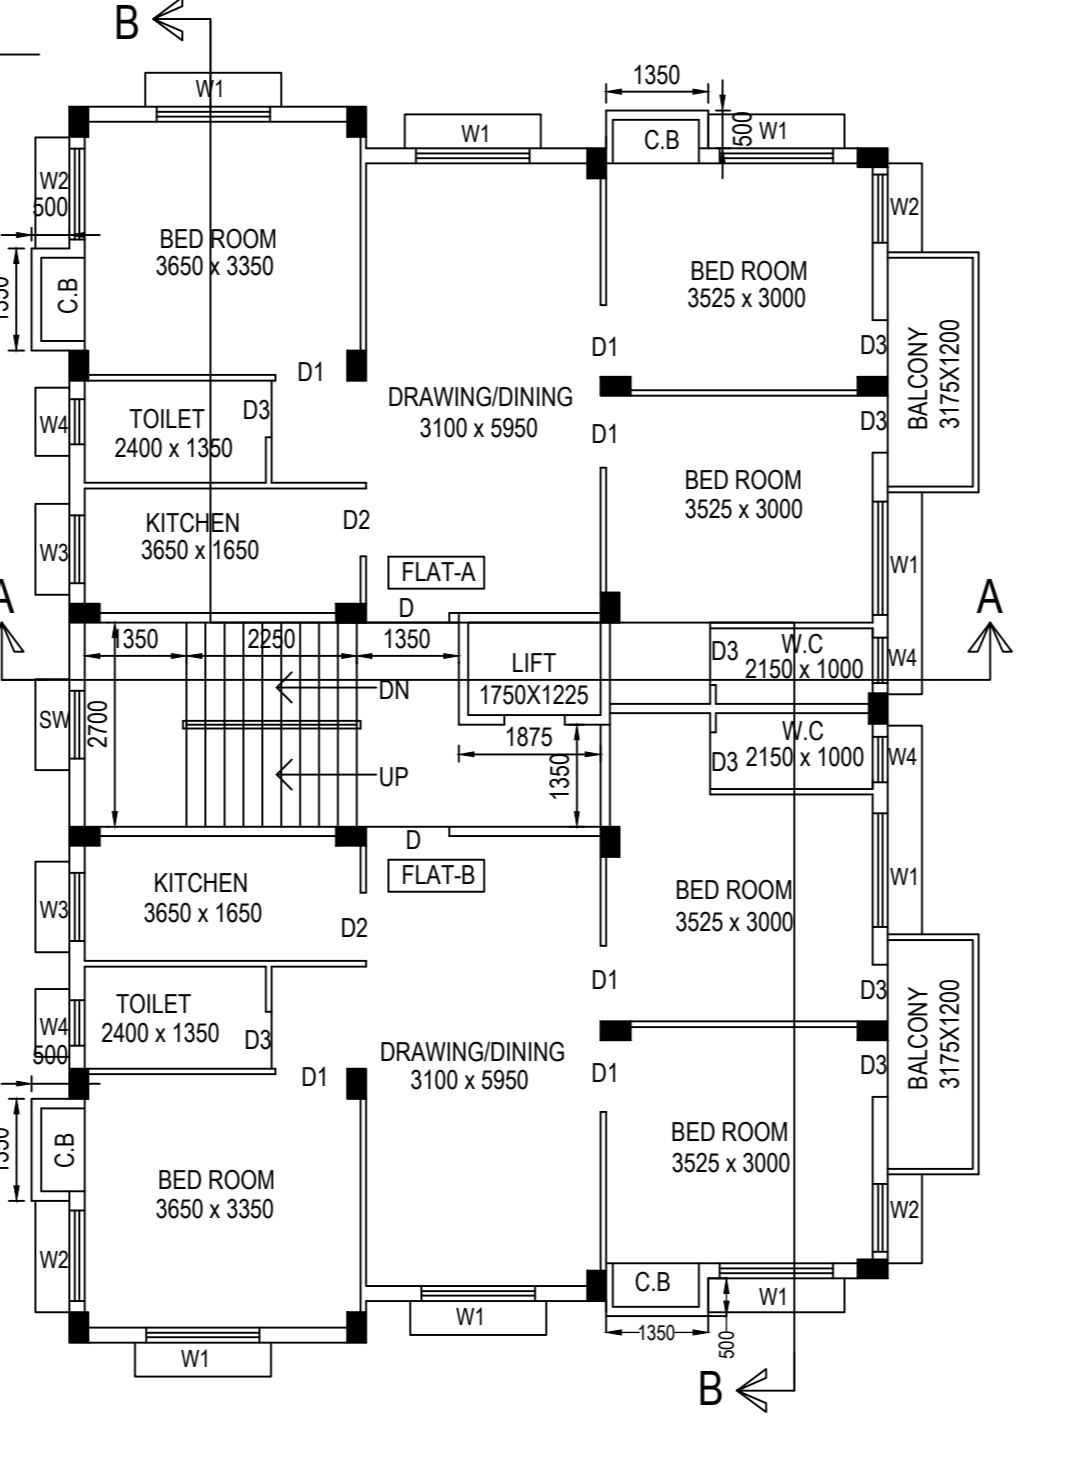 B
W1
1350
W1
C.B
500
W1
W2
500
W2
BED ROOM
3650 x 3350
BED ROOM
3525 x 3000
1350
C.B
D1
D3
BALCONY
3175X1200
D1
DRAWING/DINING
3100 x 5950
D3
TOILET
2400 x 1350
W4
D1
D3
BED ROOM
3525 x 3000
KITCHEN
3650 x 1650
D2
W3
W1
FLAT-A
A
D
A
1350
2250
1350
LIFT
1750X1225
D3
W.C
2150 x 1000
W4
DN
SW
2700
1875
1350
W.C
D3
2150 x 1000
W4
UP
D
FLAT-B
KITCHEN
3650 x 1650
BED ROOM
3525 x 3000
W1
W3
D2
D1
D3
TOILET
2400 x 1350
W4
500
D3
DRAWING/DINING
3100 x 5950
BALCONY
3175X1200
D1
D1
D3
1350
C.B
BED ROOM
3525 x 3000
BED ROOM
3650 x 3350
W2
W2
C.B
W1
W1
1350
500
W1
B